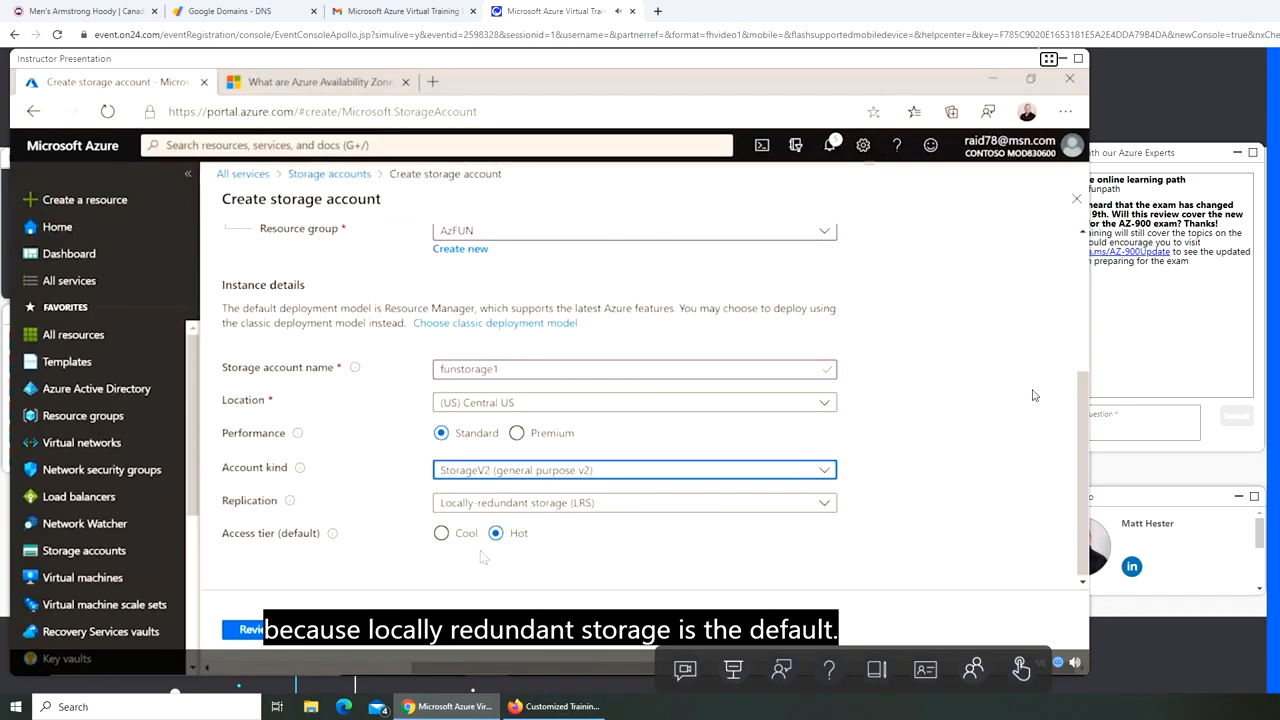 Men's Armstrong Hoody | Canad
Google Domains - DNS
Microsoft Azure Virtual Training D
Microsoft Azure Virtual Train
event.on24.com/eventRegistration/console/EventConsoleApollo.jsp?simulive=y&eventid=2598328&sessionid=1&username=&partnerref=&format=fhvideo1&mobile=&flashsupportedmobiledevice=&helpcenter=&key=F785C9020E1653181E5A2E4DDA79B4DA&newConsole=true&nxChe
Instructor Presentation
Create storage account - Micros
What are Azure Availability Zone
https://portal.azure.com/#create/Microsoft.StorageAccount
Microsoft Azure
Search resources, services, and docs (G+/)
raid78@msn.com
CONTOSO MOD830600
Create a resource
Home
Dashboard
All services
FAVORITES
All resources
Templates
Azure Active Directory
Resource groups
Virtual networks
Network security groups
Load balancers
Network Watcher
Storage accounts
Virtual machines
Virtual machine scale sets
Recovery Services vaults
Key vaults
All services > Storage accounts > Create storage account
Create storage account
Resource group *
AzFUN
Create new
Instance details
The default deployment model is Resource Manager, which supports the latest Azure features. You may choose to deploy using
the classic deployment model instead. Choose classic deployment model
Storage account name *
funstorage1
Location *
(US) Central US
Performance
Standard
Premium
Account kind
StorageV2 (general purpose v2)
Replication
Locally-redundant storage (LRS)
Access tier (default)
Cool
Hot
because locally redundant storage is the default.
with our Azure Experts
e online learning path
funpath
heard that the exam has changed
9th. Will this review cover the new
for the AZ-900 exam? Thanks!
aining will still cover the topics on the
ould encourage you to visit
a.ms/AZ-900Update to see the updated
preparing for the exam
Submit
Matt Hester
in
Search
4
Microsoft Azure Vir...
Customized Trainin...